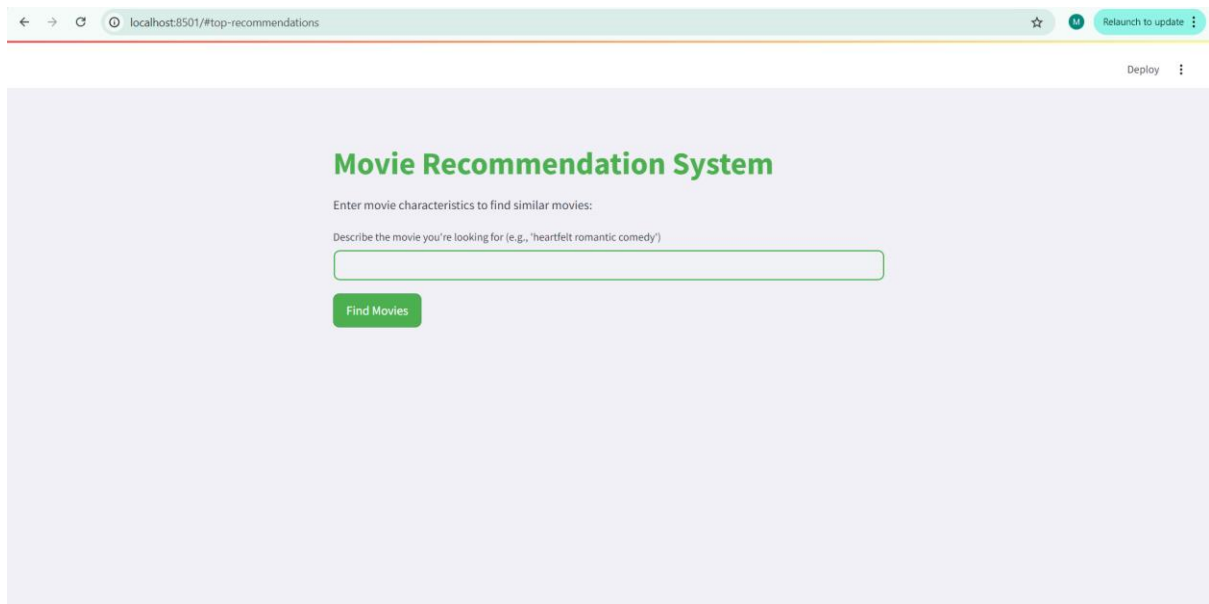 localhost:8501/#top-recommendations
M
Relaunch to update
Deploy
Movie Recommendation System
Enter movie characteristics to find similar movies:
Describe the movie you're looking for (e.g., 'heartfelt romantic comedy')
Find Movies